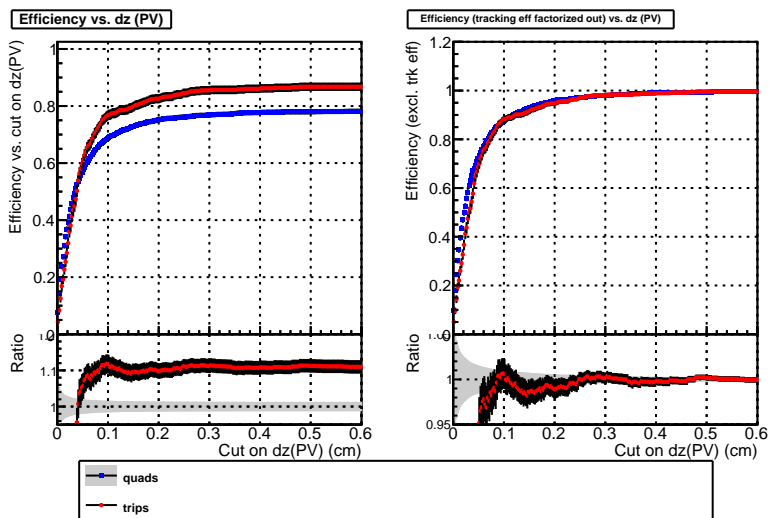 Efficiency vs. dz (PV)
Efficiency vs. cut on dz(PV)
1
0.8
0.6
0.4
0.2
0
Ratio
1.1
1
0 0.1 0.2 0.3 0.4 0.5 0.6
Cut on dz(PV) (cm)
Efficiency (tracking eff factorized out) vs. dz (PV)
Efficiency (excl. trk eff)
1.2
1
0.8
0.6
0.4
0.2
Ratio
1
0.95
0 0.1 0.2 0.3 0.4 0.5 0.6
Cut on dz(PV) (cm)
quads
trips